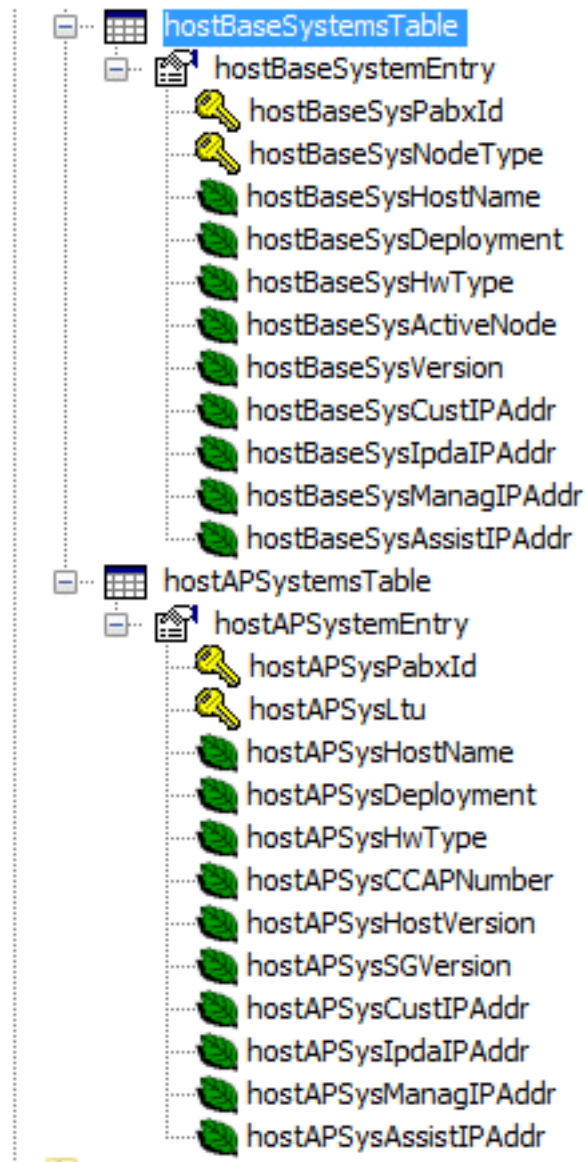 hostBaseSystemsTable
hostBaseSystemEntry
hostBaseSysPabxId
hostBaseSysNodeType
hostBaseSysHostName
hostBaseSysDeployment
hostBaseSysHwType
hostBaseSysActiveNode
hostBaseSysVersion
hostBaseSysCustIPAddr
hostBaseSysIpdaIPAddr
hostBaseSysManagIPAddr
hostBaseSysAssistIPAddr
hostAPSystemsTable
hostAPSystemEntry
hostAPSysPabxId
hostAPSysLtu
hostAPSysHostName
hostAPSysDeployment
hostAPSysHwType
hostAPSysCCAPNumber
hostAPSysHostVersion
hostAPSysSGVersion
hostAPSysCustIPAddr
hostAPSysIpdaIPAddr
hostAPSysManagIPAddr
hostAPSysAssistIPAddr